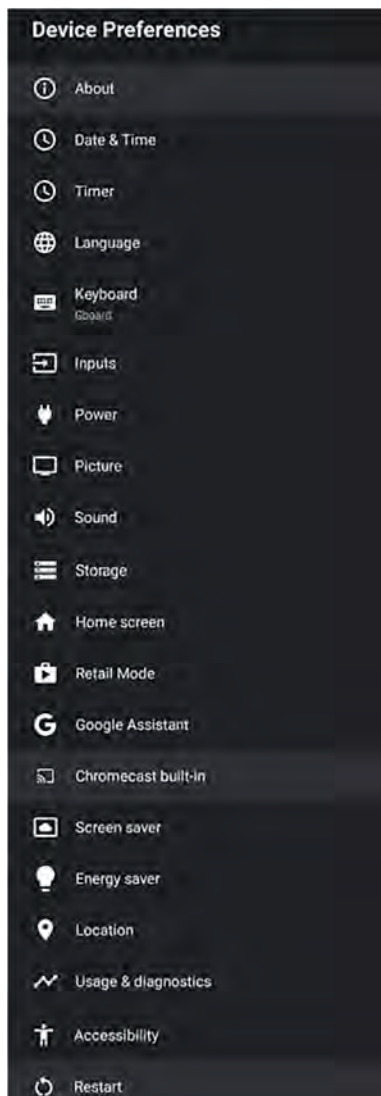 Device Preferences
About
Date & Time
Timer
Language
Keyboard
Gboard
Inputs
Power
Picture
Sound
Storage
Home screen
Retail Mode
Google Assistant
Chromecast built-in
Screen saver
Energy saver
Location
Usage & diagnostics
Accessibility
Restart